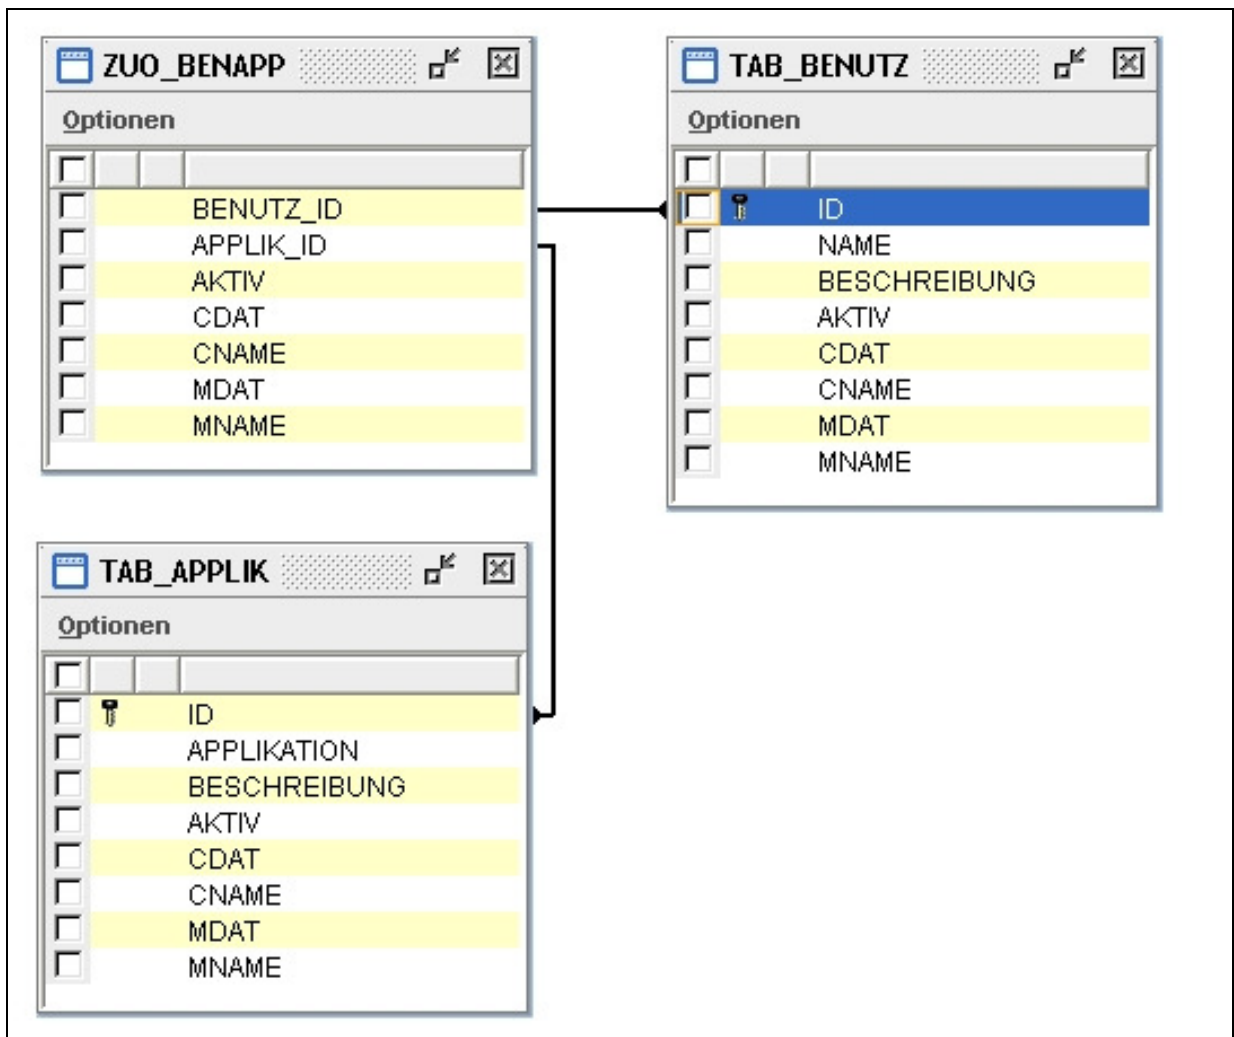 ZUO_BENAPP
Optionen
BENUTZ_ID
APPLIK_ID
AKTIV
CDAT
CNAME
MDAT
MNAME
TAB_BENUTZ
Optionen
ID
NAME
BESCHREIBUNG
AKTIV
CDAT
CNAME
MDAT
MNAME
TAB_APPLIK
Optionen
ID
APPLIKATION
BESCHREIBUNG
AKTIV
CDAT
CNAME
MDAT
MNAME